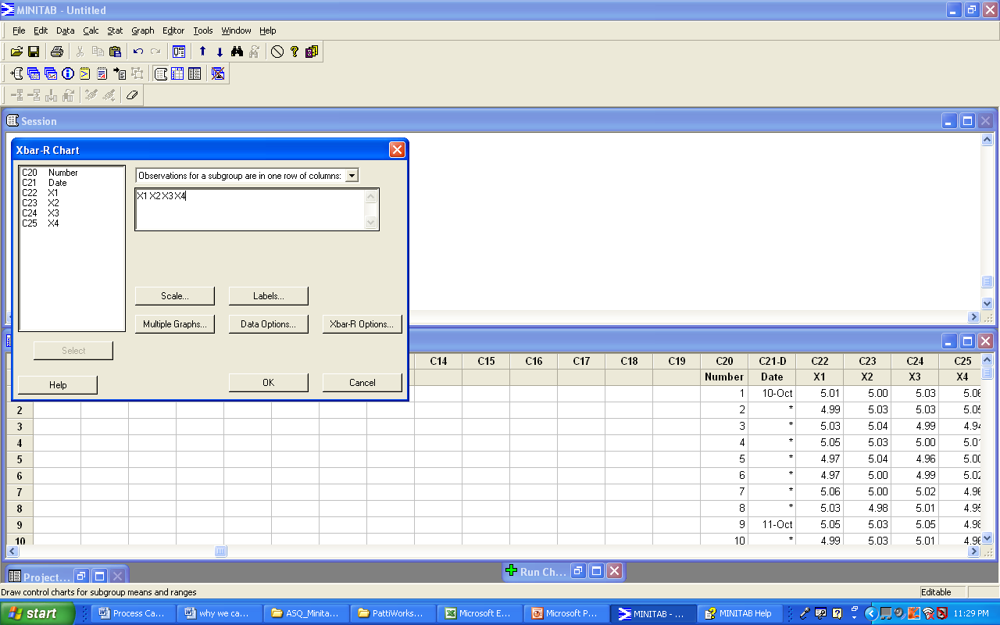 MINITAB - Untitled
File Edit Data Calc Stat Graph Editor Tools Window Help
Session
Xbar-R Chart
C20 Number
C21 Date
C22 X1
C23 X2
C24 X3
C25 X4
Observations for a subgroup are in one row of columns:
X1 X2 X3 X4
Scale... Labels...
Multiple Graphs... Data Options... Xbar-R Options...
Select
Help OK Cancel
C14 C15 C16 C17 C18 C19 C20 C21-D C22 C23 C24 C25
Number Date X1 X2 X3 X4
1 10-Oct 5.01 5.00 5.03 5.06
2 2 * 4.99 5.03 5.03 5.05
3 3 * 5.03 5.04 4.99 4.94
4 4 * 5.05 5.03 5.00 5.01
5 5 * 4.97 5.04 4.96 5.00
6 6 * 4.97 5.00 4.99 5.02
7 7 * 5.06 5.00 5.02 4.96
8 8 * 5.03 4.98 5.01 4.95
9 9 11-Oct 5.05 5.03 5.05 4.98
10 10 * 4.99 5.03 5.01 4.96
Project... Run Ch...
Draw control charts for subgroup means and ranges Editable
start Process Ca... why we ca... ASQ_Minita... PattiWorks... Microsoft E... Microsoft P... MINITAB - ... MINITAB Help 11:29 PM